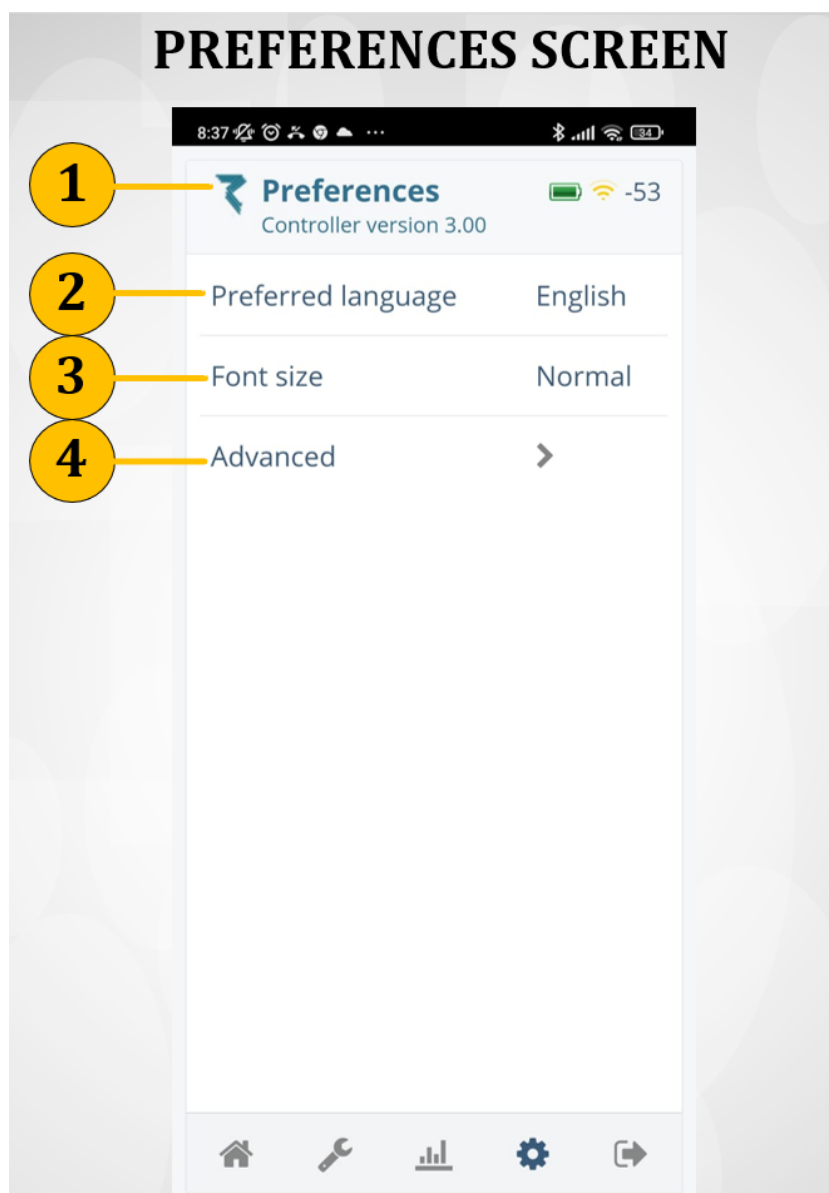 PREFERENCES SCREEN
8:37 ... 34
1 Preferences -53
Controller version 3.00
2 Preferred language English
3 Font size Normal
4 Advanced